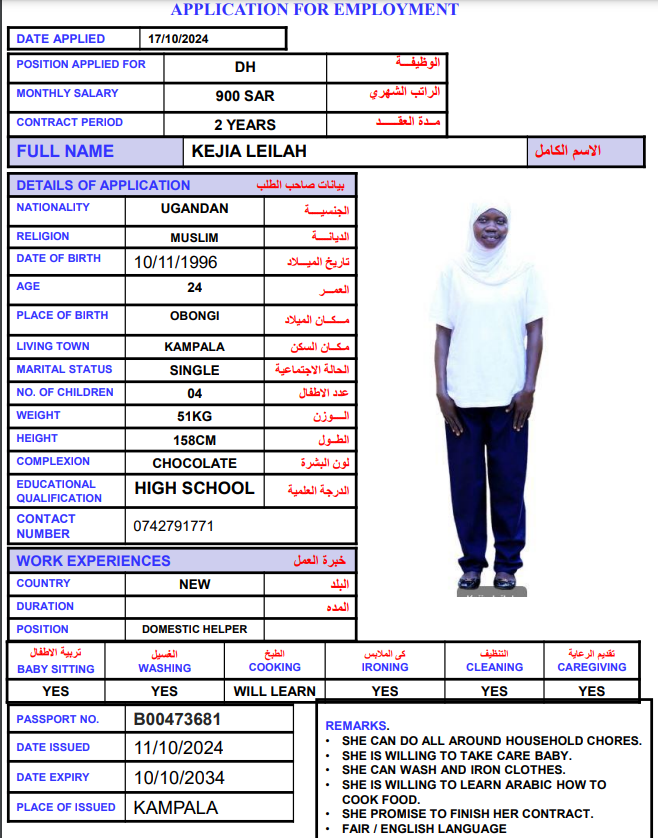 APPLICATION FOR EMPLOYMENT
DATE APPLIED 17/10/2024
POSITION APPLIED FOR DH الوظيفـــة
MONTHLY SALARY 900 SAR الراتب الشهري
CONTRACT PERIOD 2 YEARS مـدة العقـــد
FULL NAME KEJIA LEILAH الاسم الكامل
DETAILS OF APPLICATION بيانات صاحب الطلب
NATIONALITY UGANDAN الجنسيـــة
RELIGION MUSLIM الديانـــة
DATE OF BIRTH 10/11/1996 تاريخ الميـــلاد
AGE 24 العمـــر
PLACE OF BIRTH OBONGI مـكـــان الميلاد
LIVING TOWN KAMPALA مـكـان السكن
MARITAL STATUS SINGLE الحالة الاجتماعية
NO. OF CHILDREN 04 عدد الاطفال
WEIGHT 51KG الـــوزن
HEIGHT 158CM الطـول
COMPLEXION CHOCOLATE لون البشرة
EDUCATIONAL QUALIFICATION HIGH SCHOOL الدرجة العلمية
CONTACT NUMBER 0742791771
WORK EXPERIENCES خبرة العمل
COUNTRY NEW البلد
DURATION المده
POSITION DOMESTIC HELPER
تربية الاطفال الغسيل الطبخ كى الملابس التنظيف تقديم الرعاية
BABY SITTING WASHING COOKING IRONING CLEANING CAREGIVING
YES YES WILL LEARN YES YES YES
PASSPORT NO. B00473681
DATE ISSUED 11/10/2024
DATE EXPIRY 10/10/2034
PLACE OF ISSUED KAMPALA
REMARKS.
• SHE CAN DO ALL AROUND HOUSEHOLD CHORES.
• SHE IS WILLING TO TAKE CARE BABY.
• SHE CAN WASH AND IRON CLOTHES.
• SHE IS WILLING TO LEARN ARABIC HOW TO
COOK FOOD.
• SHE PROMISE TO FINISH HER CONTRACT.
• FAIR / ENGLISH LANGUAGE